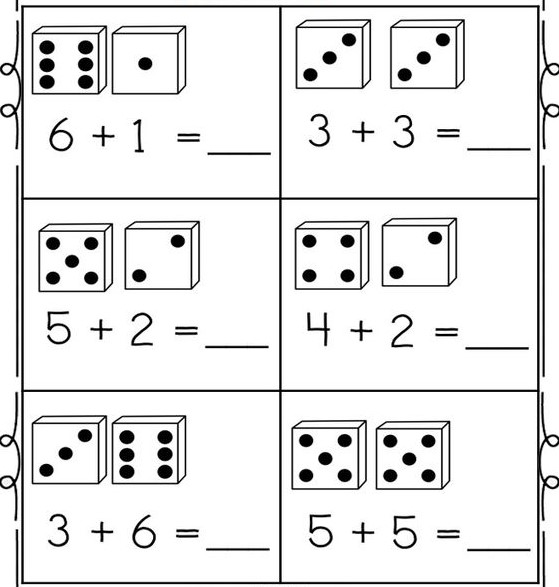 6 + 1 = ___
3 + 3 = ___
5 + 2 = ___
4 + 2 = ___
3 + 6 = ___
5 + 5 = ___